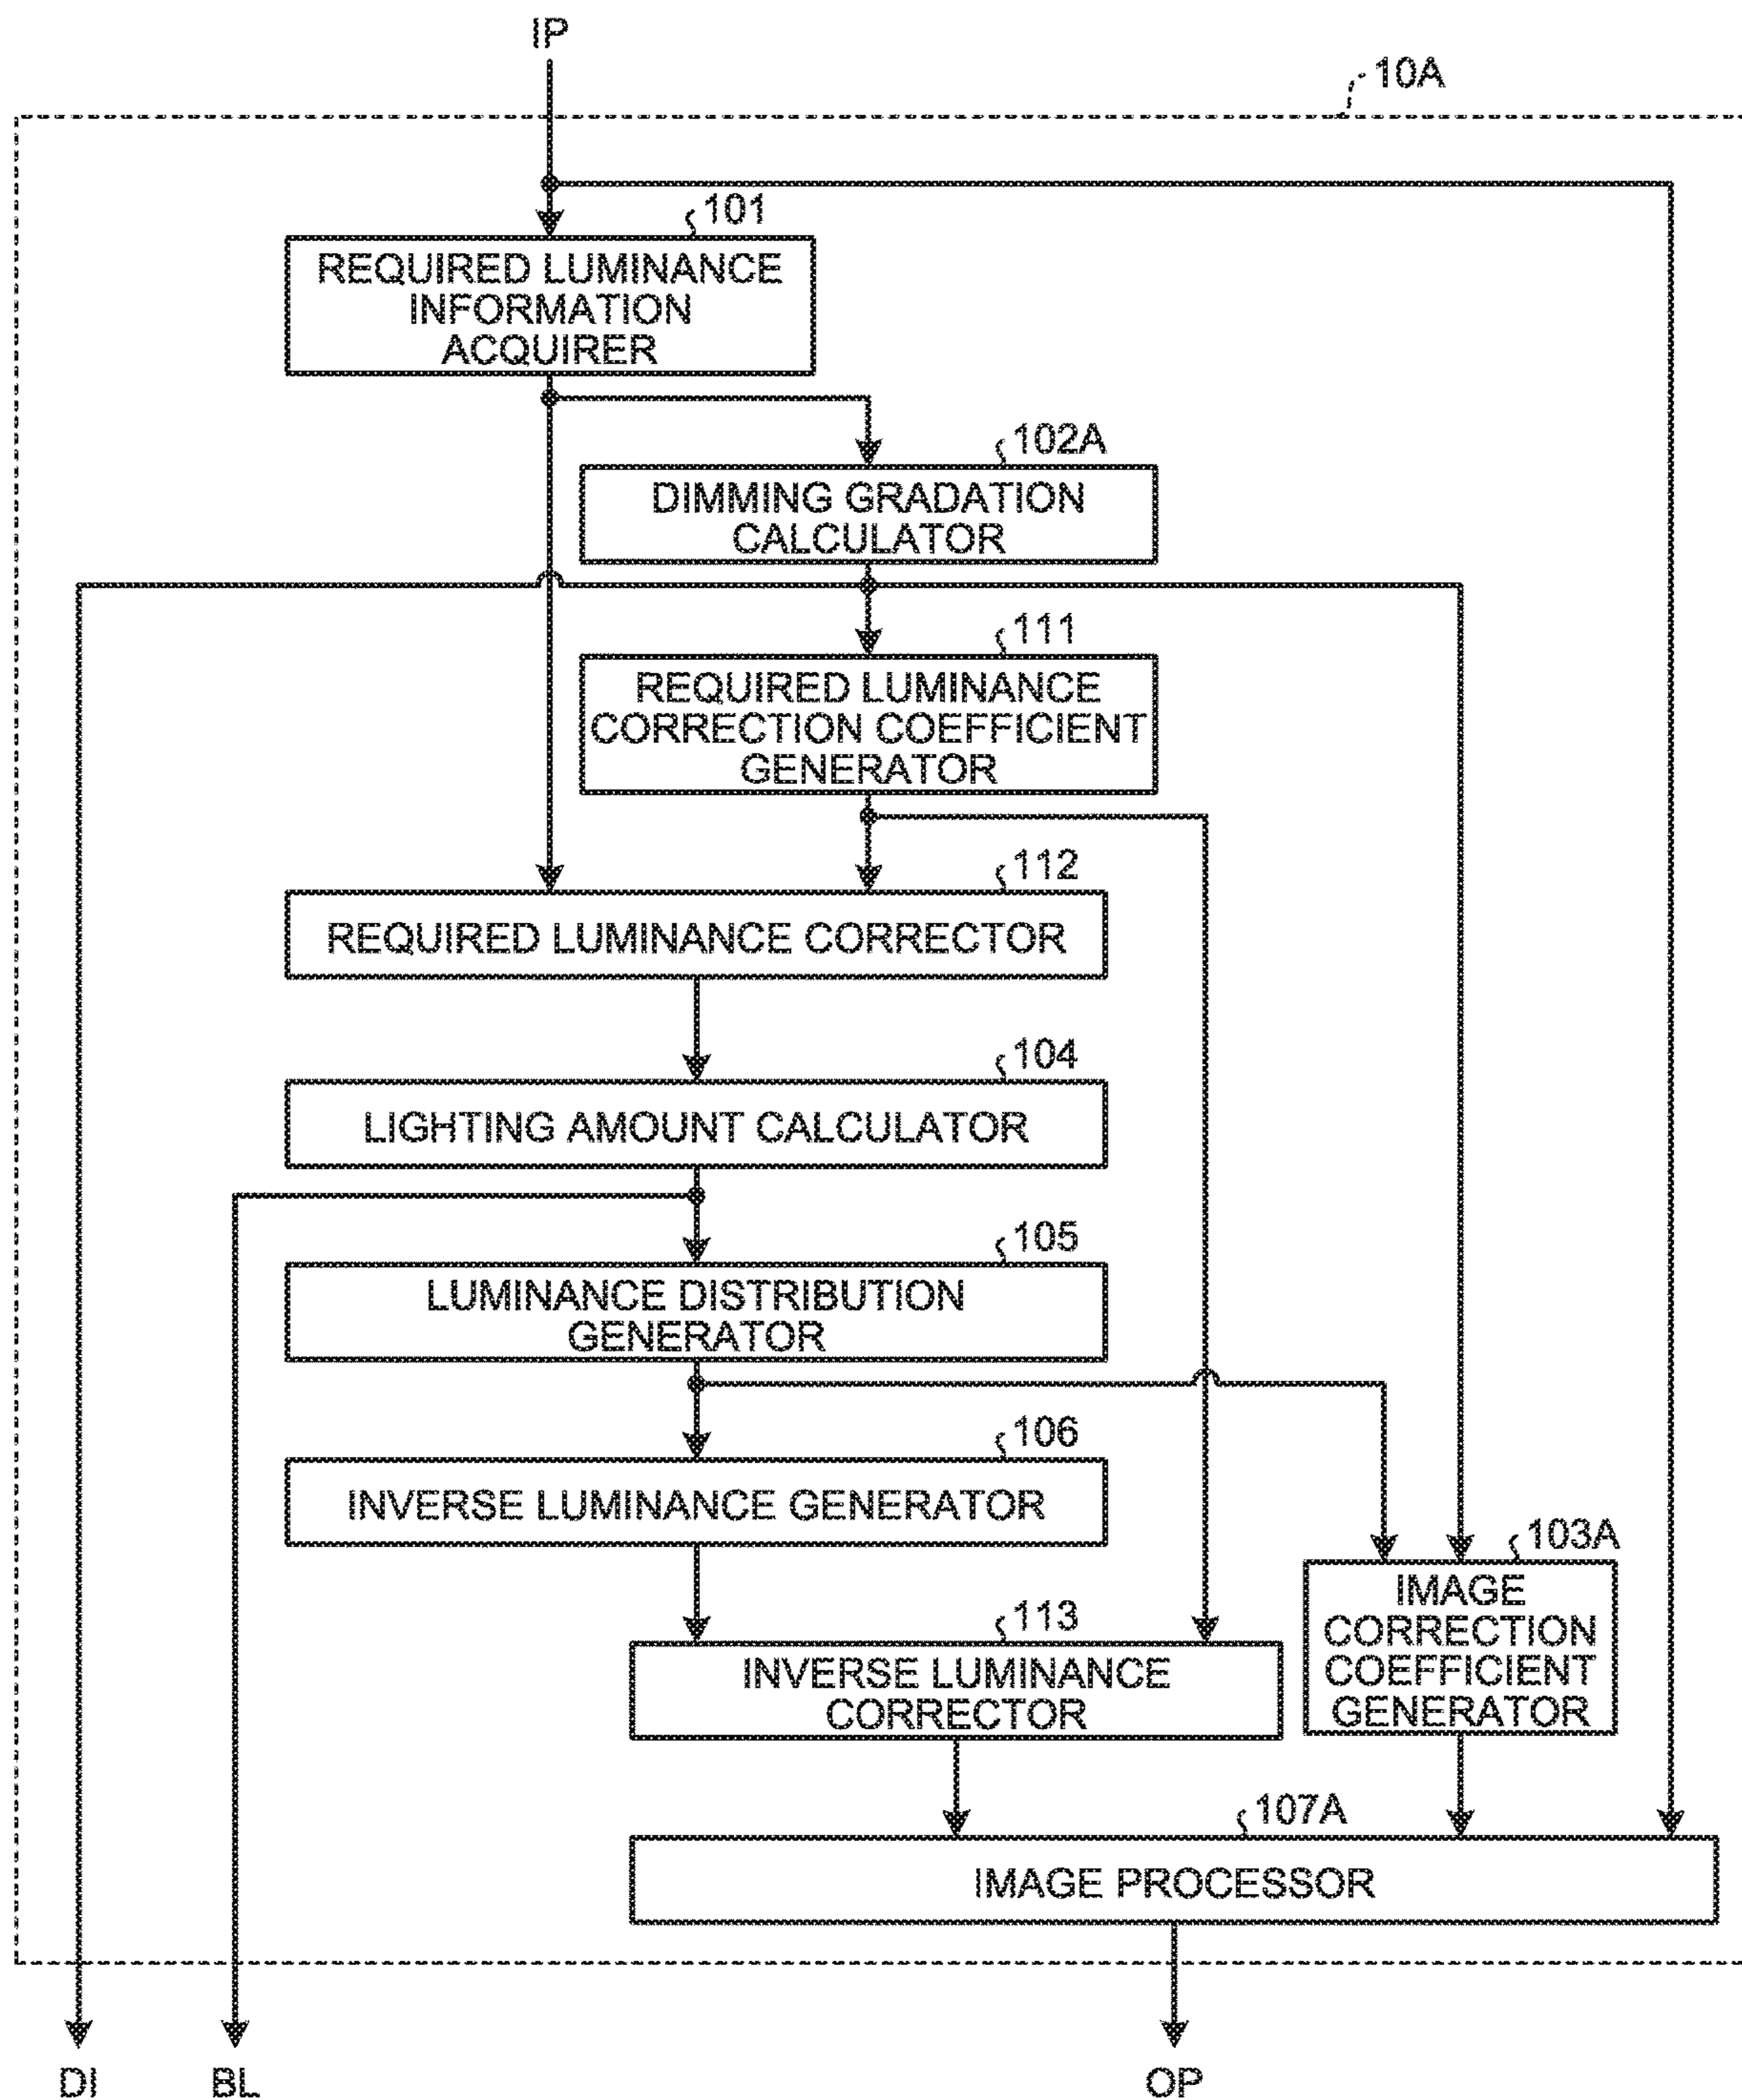 IP
10A
101
REQUIRED LUMINANCE
INFORMATION
ACQUIRER
102A
DIMMING GRADATION
CALCULATOR
111
REQUIRED LUMINANCE
CORRECTION COEFFICIENT
GENERATOR
112
REQUIRED LUMINANCE CORRECTOR
104
LIGHTING AMOUNT CALCULATOR
105
LUMINANCE DISTRIBUTION
GENERATOR
106
INVERSE LUMINANCE GENERATOR
103A
IMAGE
CORRECTION
COEFFICIENT
GENERATOR
113
INVERSE LUMINANCE
CORRECTOR
107A
IMAGE PROCESSOR
DI
BL
OP